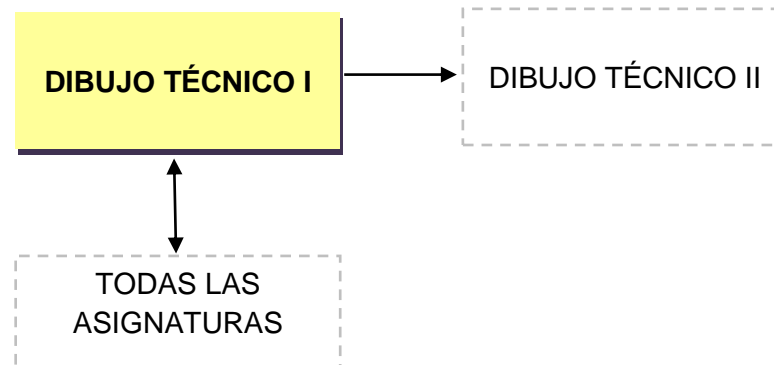 DIBUJO TÉCNICO I
DIBUJO TÉCNICO II
TODAS LAS
ASIGNATURAS